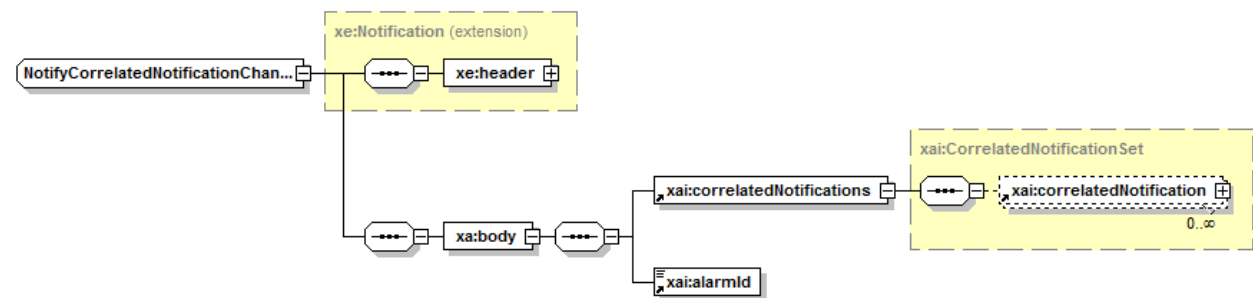 xe:Notification (extension)
NotifyCorrelatedNotificationChan...
xe:header
xai:CorrelatedNotificationSet
xai:correlatedNotifications
xai:correlatedNotification
0..∞
xa:body
xai:alarmId